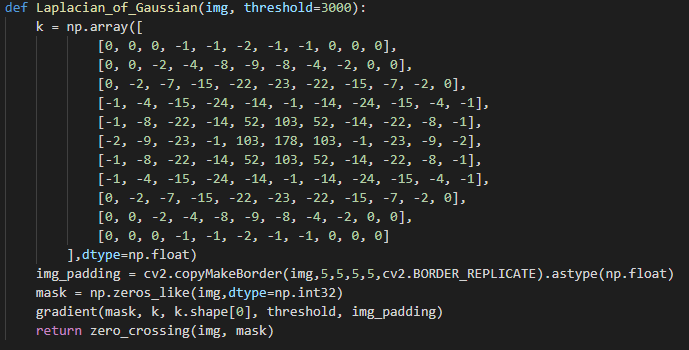 def Laplacian_of_Gaussian(img, threshold=3000):
    k = np.array([
            [0, 0, 0, -1, -1, -2, -1, -1, 0, 0, 0],
            [0, 0, -2, -4, -8, -9, -8, -4, -2, 0, 0],
            [0, -2, -7, -15, -22, -23, -22, -15, -7, -2, 0],
            [-1, -4, -15, -24, -14, -1, -14, -24, -15, -4, -1],
            [-1, -8, -22, -14, 52, 103, 52, -14, -22, -8, -1],
            [-2, -9, -23, -1, 103, 178, 103, -1, -23, -9, -2],
            [-1, -8, -22, -14, 52, 103, 52, -14, -22, -8, -1],
            [-1, -4, -15, -24, -14, -1, -14, -24, -15, -4, -1],
            [0, -2, -7, -15, -22, -23, -22, -15, -7, -2, 0],
            [0, 0, -2, -4, -8, -9, -8, -4, -2, 0, 0],
            [0, 0, 0, -1, -1, -2, -1, -1, 0, 0, 0]
        ],dtype=np.float)
    img_padding = cv2.copyMakeBorder(img,5,5,5,5,cv2.BORDER_REPLICATE).astype(np.float)
    mask = np.zeros_like(img,dtype=np.int32)
    gradient(mask, k, k.shape[0], threshold, img_padding)
    return zero_crossing(img, mask)